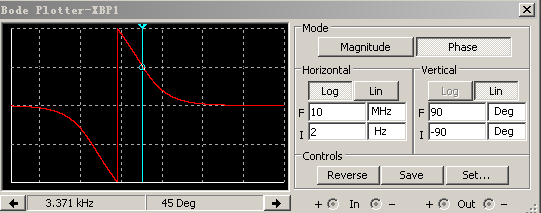 Bode Plotter-XBP1
Mode
Magnitude Phase
Horizontal Vertical
Log Lin Log Lin
F 10 MHz F 90 Deg
I 2 Hz I -90 Deg
Controls
Reverse Save Set...
3.371 kHz 45 Deg
+ In - + Out -